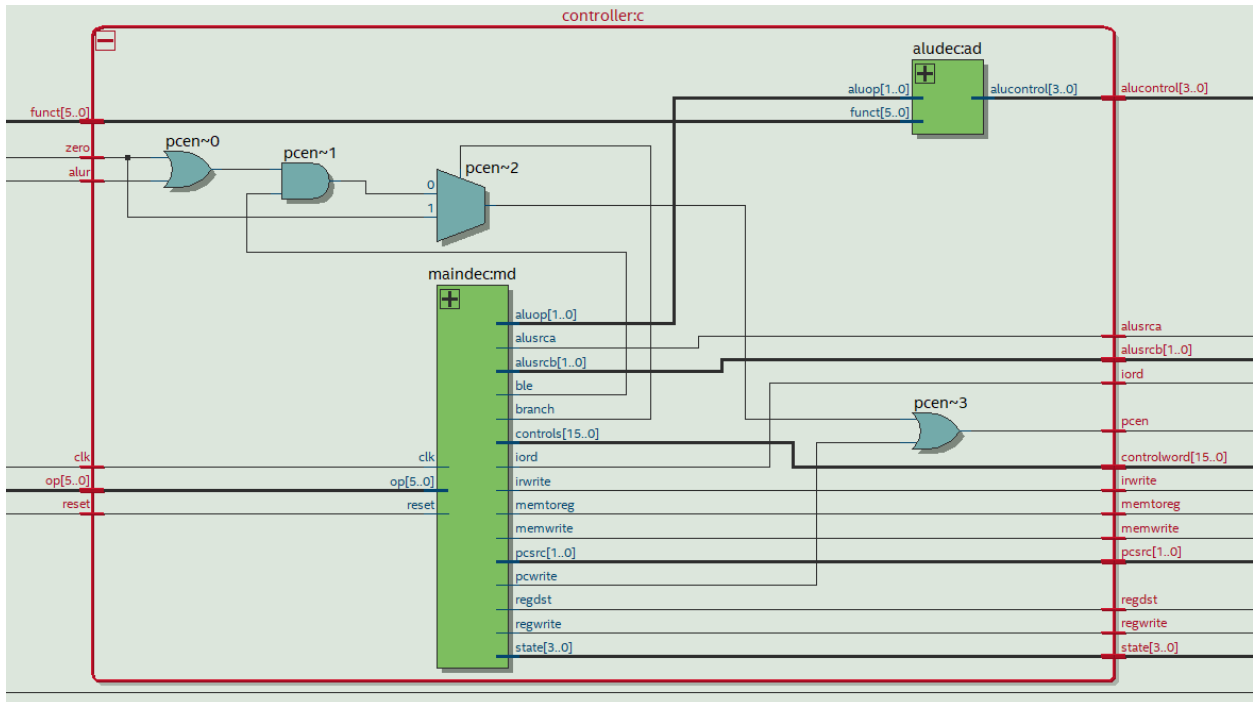 controller:c
aludec:ad
aluop[1..0]
alucontrol[3..0]
alucontrol[3..0]
funct[5..0]
funct[5..0]
zero
alur
pcen~0
pcen~1
pcen~2
0
1
maindec:md
aluop[1..0]
alusrca
alusrca
alusrcb[1..0]
alusrcb[1..0]
ble
iord
branch
pcen~3
pcen
controls[15..0]
clk
clk
iord
controlword[15..0]
op[5..0]
op[5..0]
irwrite
irwrite
reset
reset
memtoreg
memtoreg
memwrite
memwrite
pcsrc[1..0]
pcsrc[1..0]
pcwrite
regdst
regdst
regwrite
regwrite
state[3..0]
state[3..0]